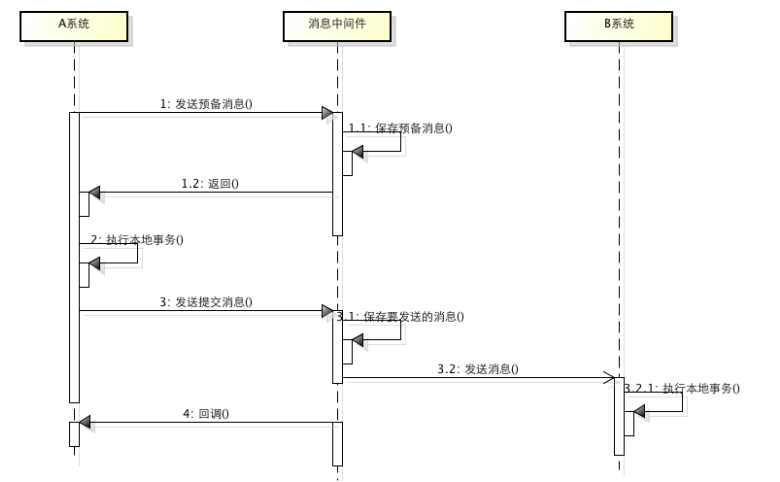 A系统
消息中间件
B系统
1: 发送预备消息()
1.1: 保存预备消息()
1.2: 返回()
2: 执行本地事务()
3: 发送提交消息()
3.1: 保存要发送的消息()
3.2: 发送消息()
3.2.1: 执行本地事务()
4: 回调()